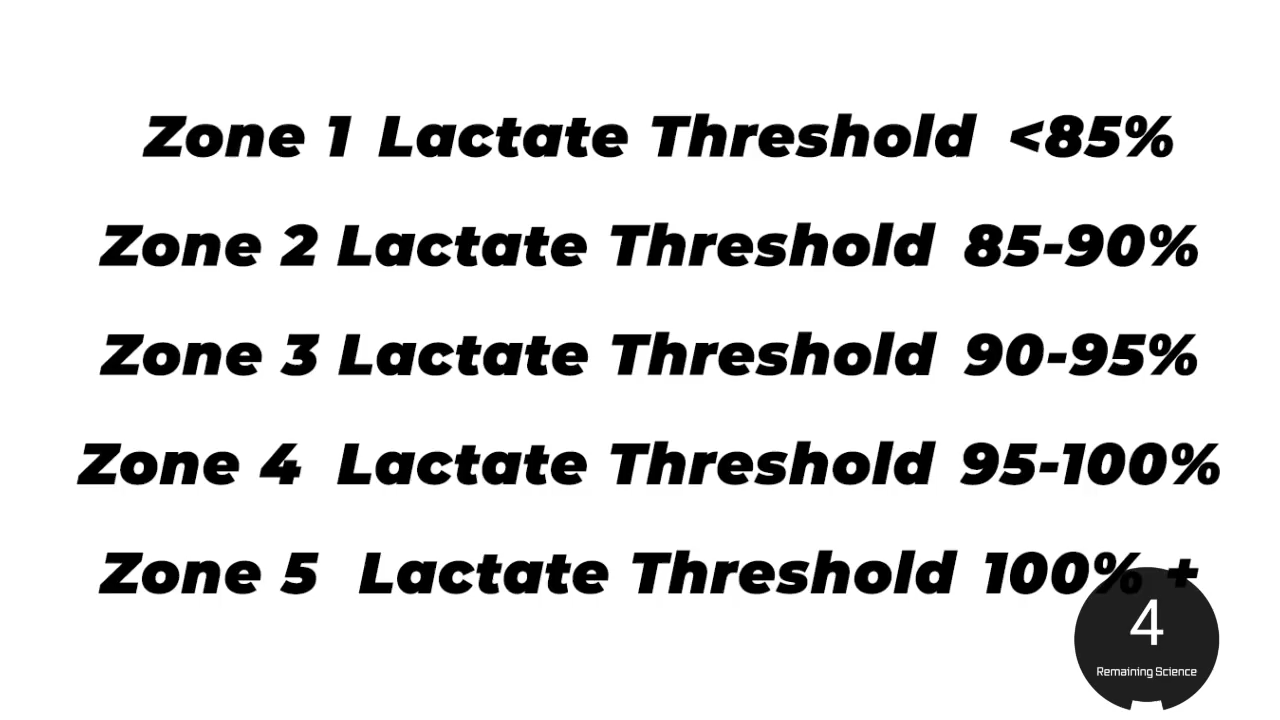 Zone 1 Lactate Threshold <85%
Zone 2 Lactate Threshold 85-90%
Zone 3 Lactate Threshold 90-95%
Zone 4 Lactate Threshold 95-100%
Zone 5 Lactate Threshold 100% +
4
Remaining Science